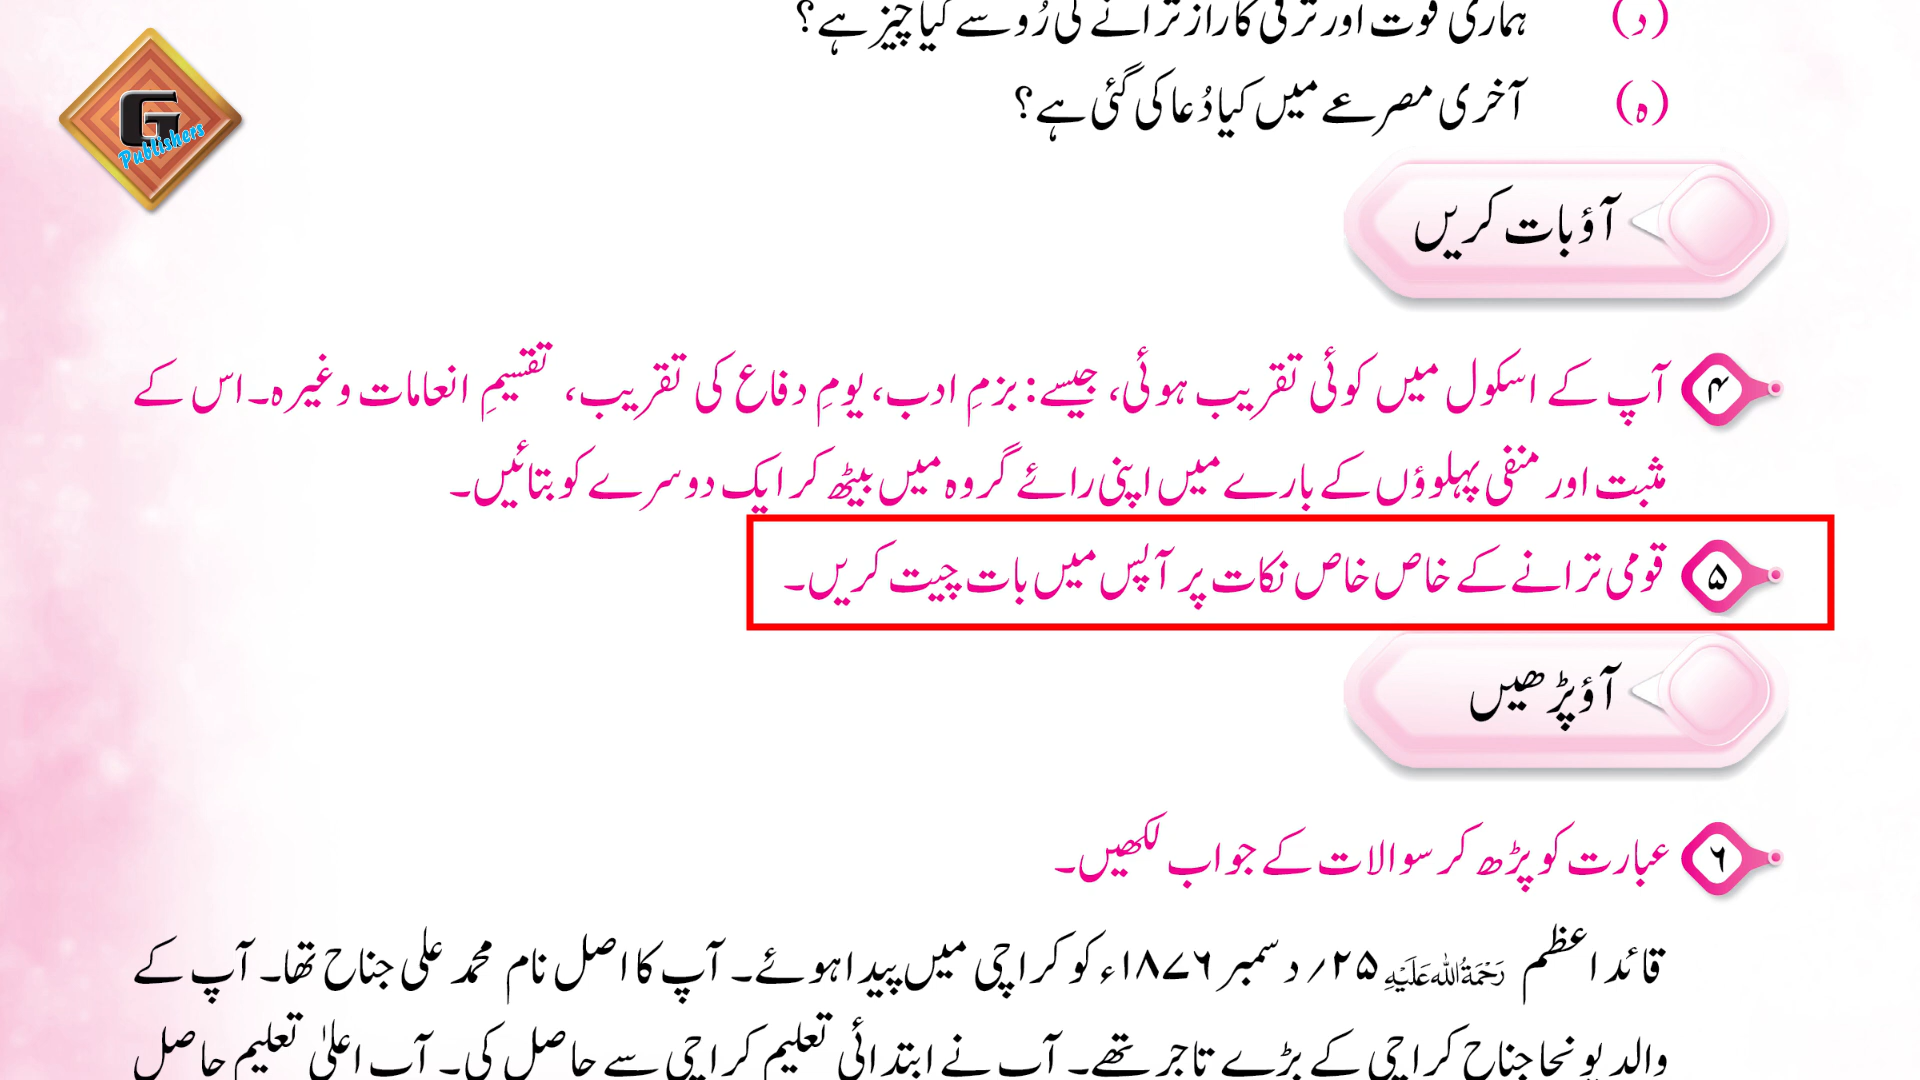 (د) ہماری قوت اور ترقی کا راز ترانے کی رُو سے کیا چیز ہے؟
G
Publishers
(ہ) آخری مصرعے میں کیا دُعا کی گئی ہے؟
آؤ بات کریں
۴ آپ کے اسکول میں کوئی تقریب ہوئی، جیسے: بزمِ ادب، یومِ دفاع کی تقریب، تقسیمِ انعامات وغیرہ۔ اس کے
مثبت اور منفی پہلوؤں کے بارے میں اپنی رائے گروہ میں بیٹھ کر ایک دوسرے کو بتائیں۔
۵ قومی ترانے کے خاص خاص نکات پر آپس میں بات چیت کریں۔
آؤ پڑھیں
۶ عبارت کو پڑھ کر سوالات کے جواب لکھیں۔
قائد اعظم رَحْمَةُاللهِ عَلَيْهِ ۲۵؍ دسمبر ۱۸۷۶ء کو کراچی میں پیدا ہوئے۔ آپ کا اصل نام محمد علی جناح تھا۔ آپ کے
والد پونجا جناح کراچی کے بڑے تاجر تھے۔ آپ نے ابتدائی تعلیم کراچی سے حاصل کی۔ آپ اعلیٰ تعلیم حاصل